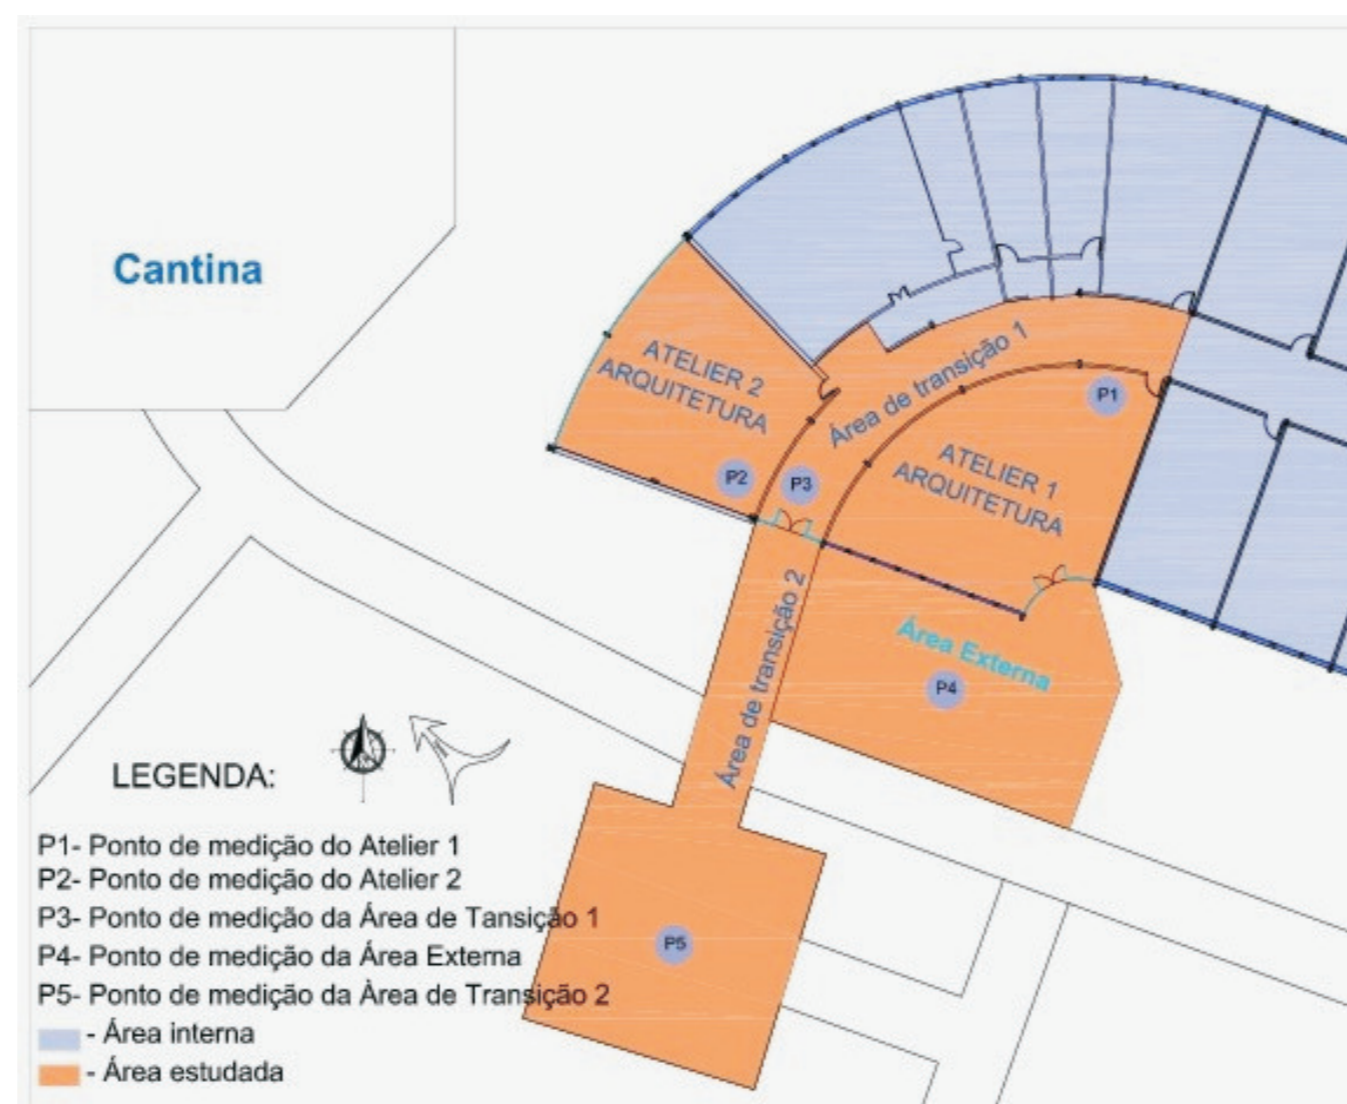 Cantina
ATELIER 2
ARQUITETURA
Área de transição 1
P1
ATELIER 1
ARQUITETURA
P2
P3
Área de transição 2
Área Externa
P4
LEGENDA:
P1- Ponto de medição do Atelier 1
P2- Ponto de medição do Atelier 2
P3- Ponto de medição da Área de Tansição 1
P4- Ponto de medição da Área Externa
P5- Ponto de medição da Àrea de Transição 2
P5
- Área interna
- Área estudada